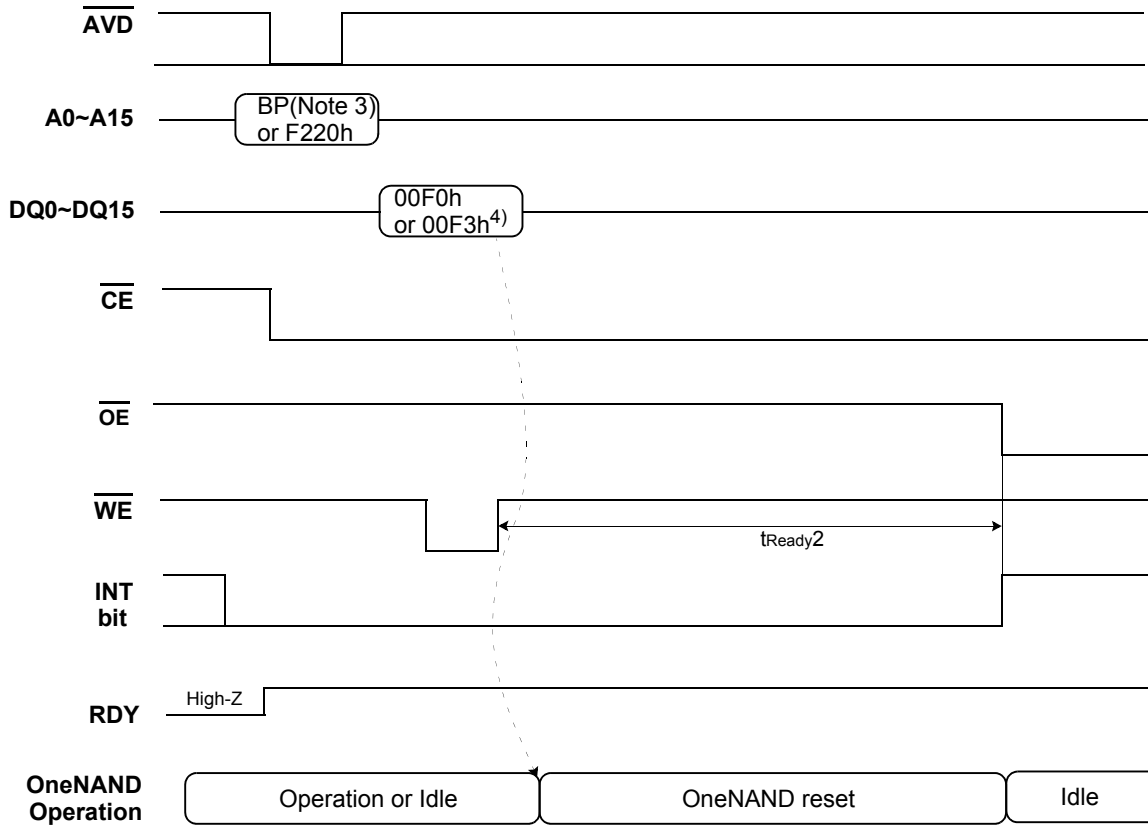 AVD
A0~A15
BP(Note 3)
or F220h
DQ0~DQ15
00F0h
or 00F3h4)
CE
OE
WE
tReady2
INT
bit
High-Z
RDY
OneNAND
Operation
Operation or Idle
OneNAND reset
Idle